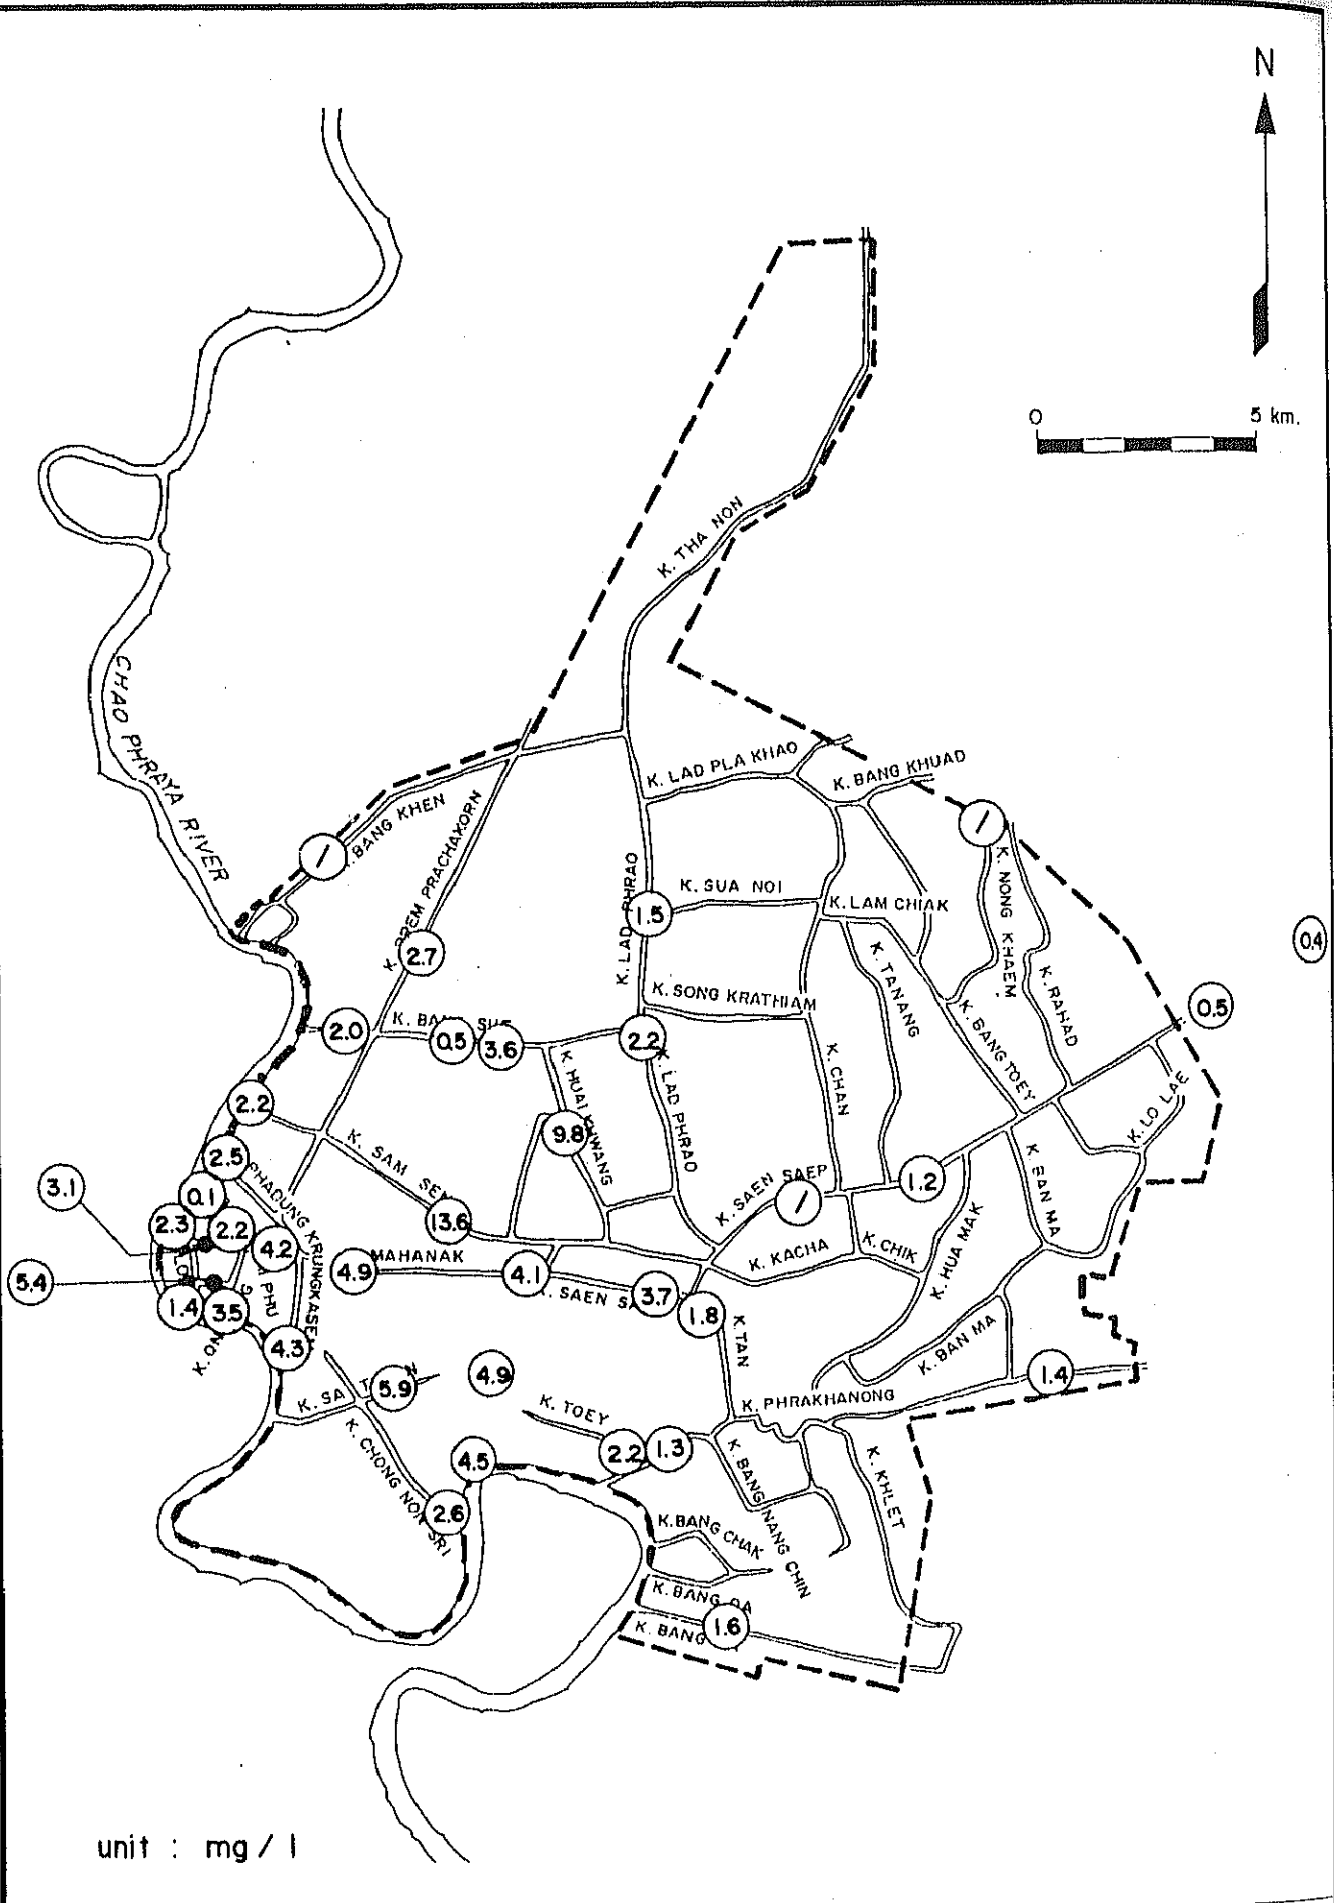 N
0 5 km.
K. THA NON
CHAO PHRAYA RIVER
K. LAD PLA KHAO
K. BANG KHUAD
BANG KHEN
/
/
K. NONG KHAEM
K. PREM PRACHAKORN
K. LAD PHRAO
K. SUA NOI
K. LAM CHIAK
1.5
0.4
2.7
K. TANANG
K. RAHAD
K. SONG KRATHIAM
0.5
K. BANG SUE
2.0
0.5
3.6
2.2
K. BANG TOEY
K. HUAI KHWANG
K. LAD PHRAO
K. CHAN
K. LO LAE
2.2
9.8
K. SAM SEN
2.5
PHADUNG KRUNGKASEM
K. SAEN SAEP
K. BAN MA
1.2
3.1
0.1
/
2.3
2.2
13.6
4.2
K. CHIK
K. HUA MAK
MAHANAK
K. KACHA
4.9
4.1
5.4
3.7
1.4
3.5
PHU
. SAEN SA
1.8
K. TAN
4.3
K. BAN MA
4.9
1.4
K. SA T N
5.9
K. PHRAKHANONG
K. TOEY
2.2
1.3
K. CHONG NON SRI
4.5
K. BANG NANG CHIN
K. KHLET
2.6
K. BANG CHAK
K. BANG OA
K. BANG
1.6
unit : mg / l